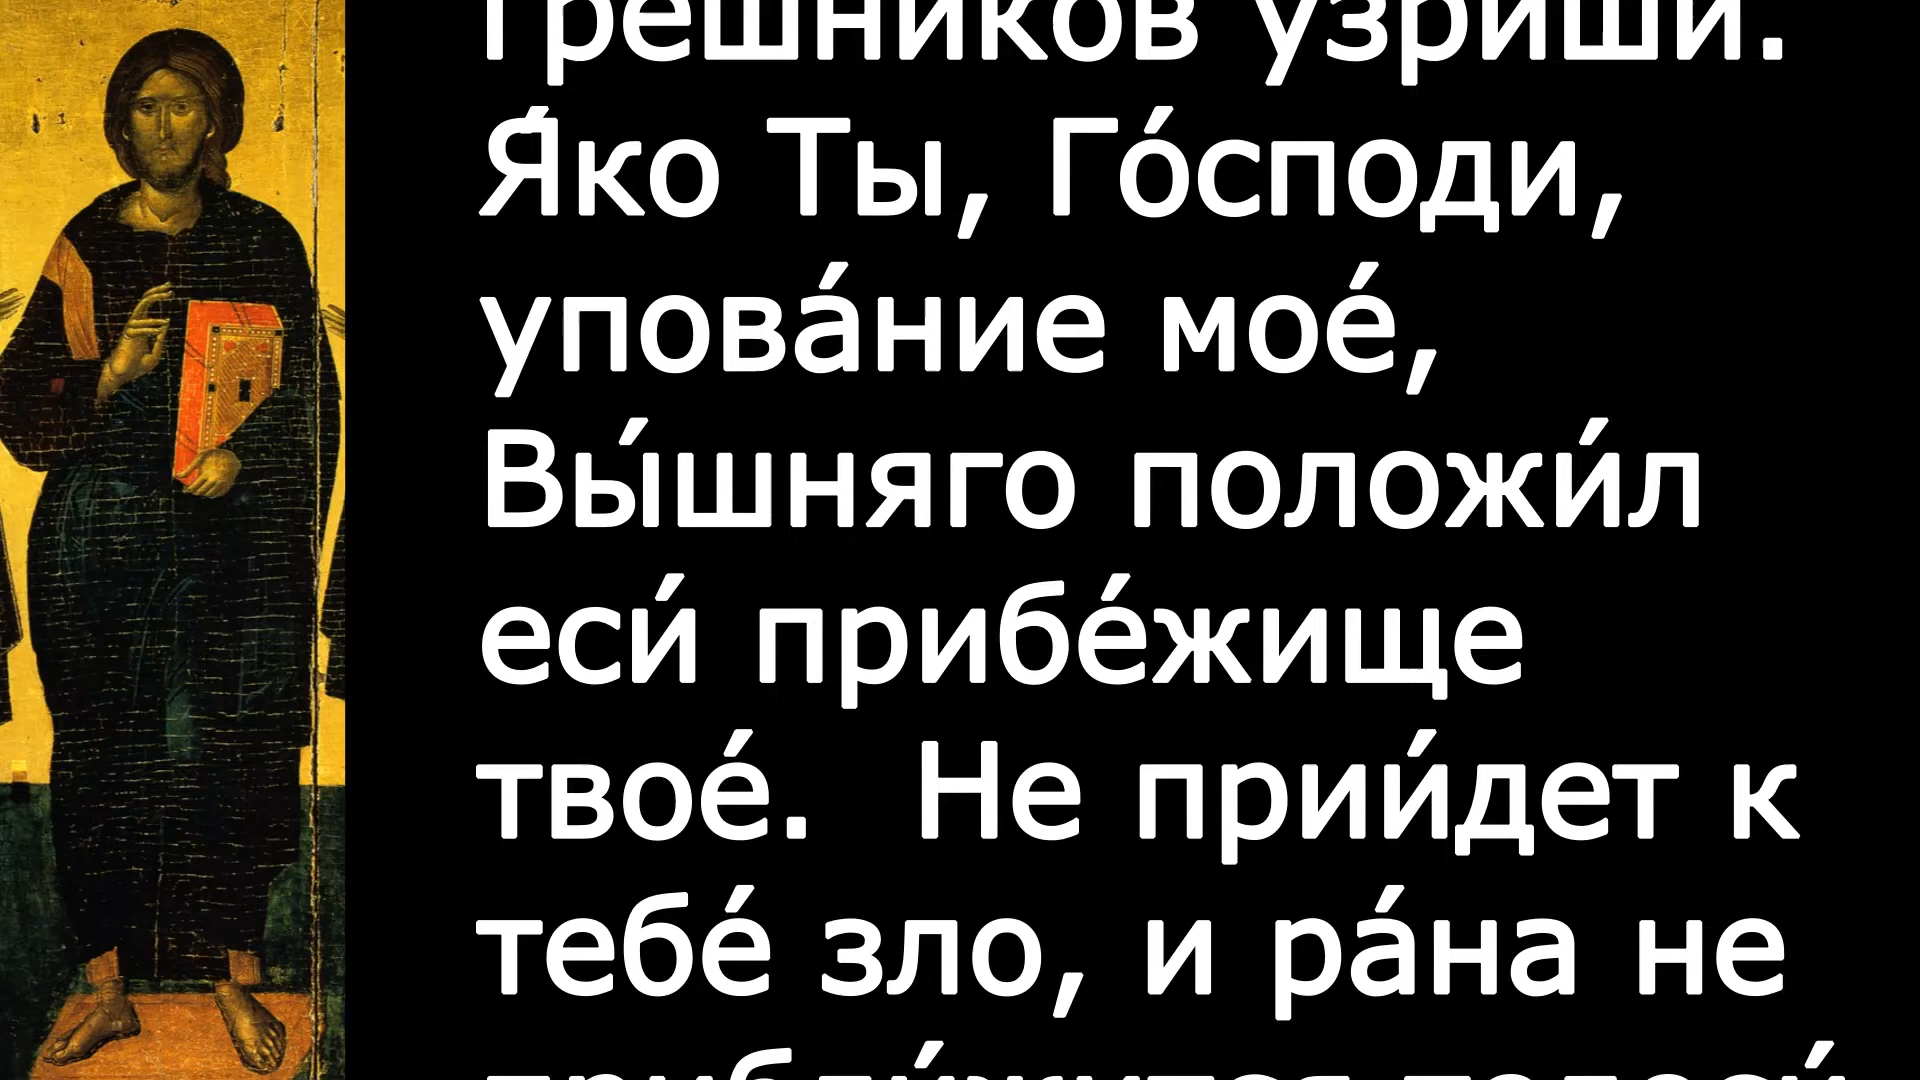 грешников узриши.
Я́ко Ты, Го́споди,
упова́ние мое́,
Вы́шняго положи́л
еси́ прибе́жище
твое́.  Не прии́дет к
тебе́ зло, и ра́на не